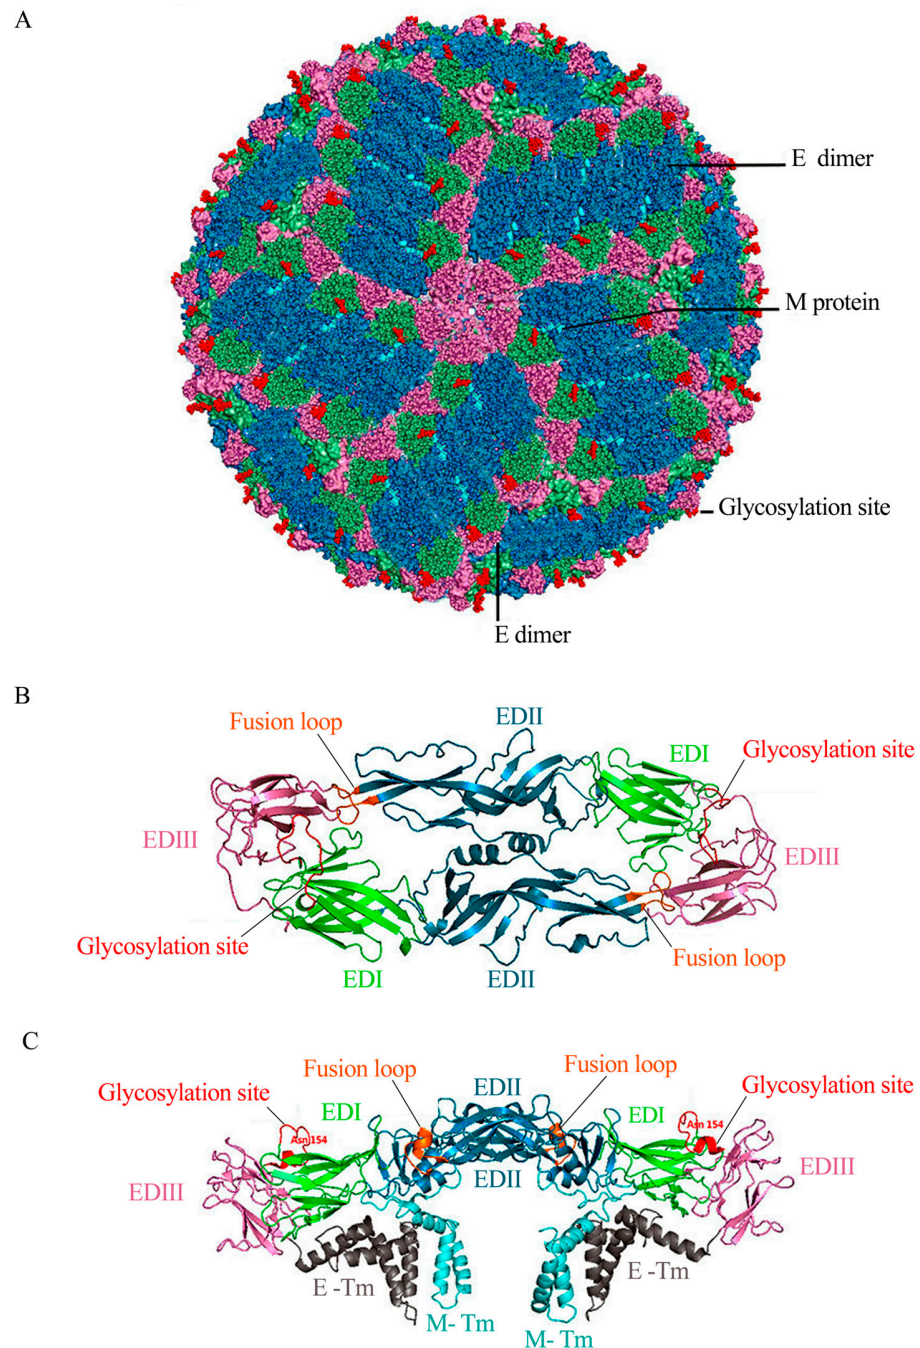 A
E dimer
M protein
Glycosylation site
E dimer
B
Fusion loop
EDII
EDI
Glycosylation site
EDIII
EDIII
Glycosylation site
EDI
EDII
Fusion loop
C
Fusion loop
Fusion loop
Glycosylation site
EDI
EDII
EDI
Glycosylation site
Asn 154
Asn 154
EDIII
EDII
EDIII
E -Tm
E -Tm
M- Tm
M- Tm